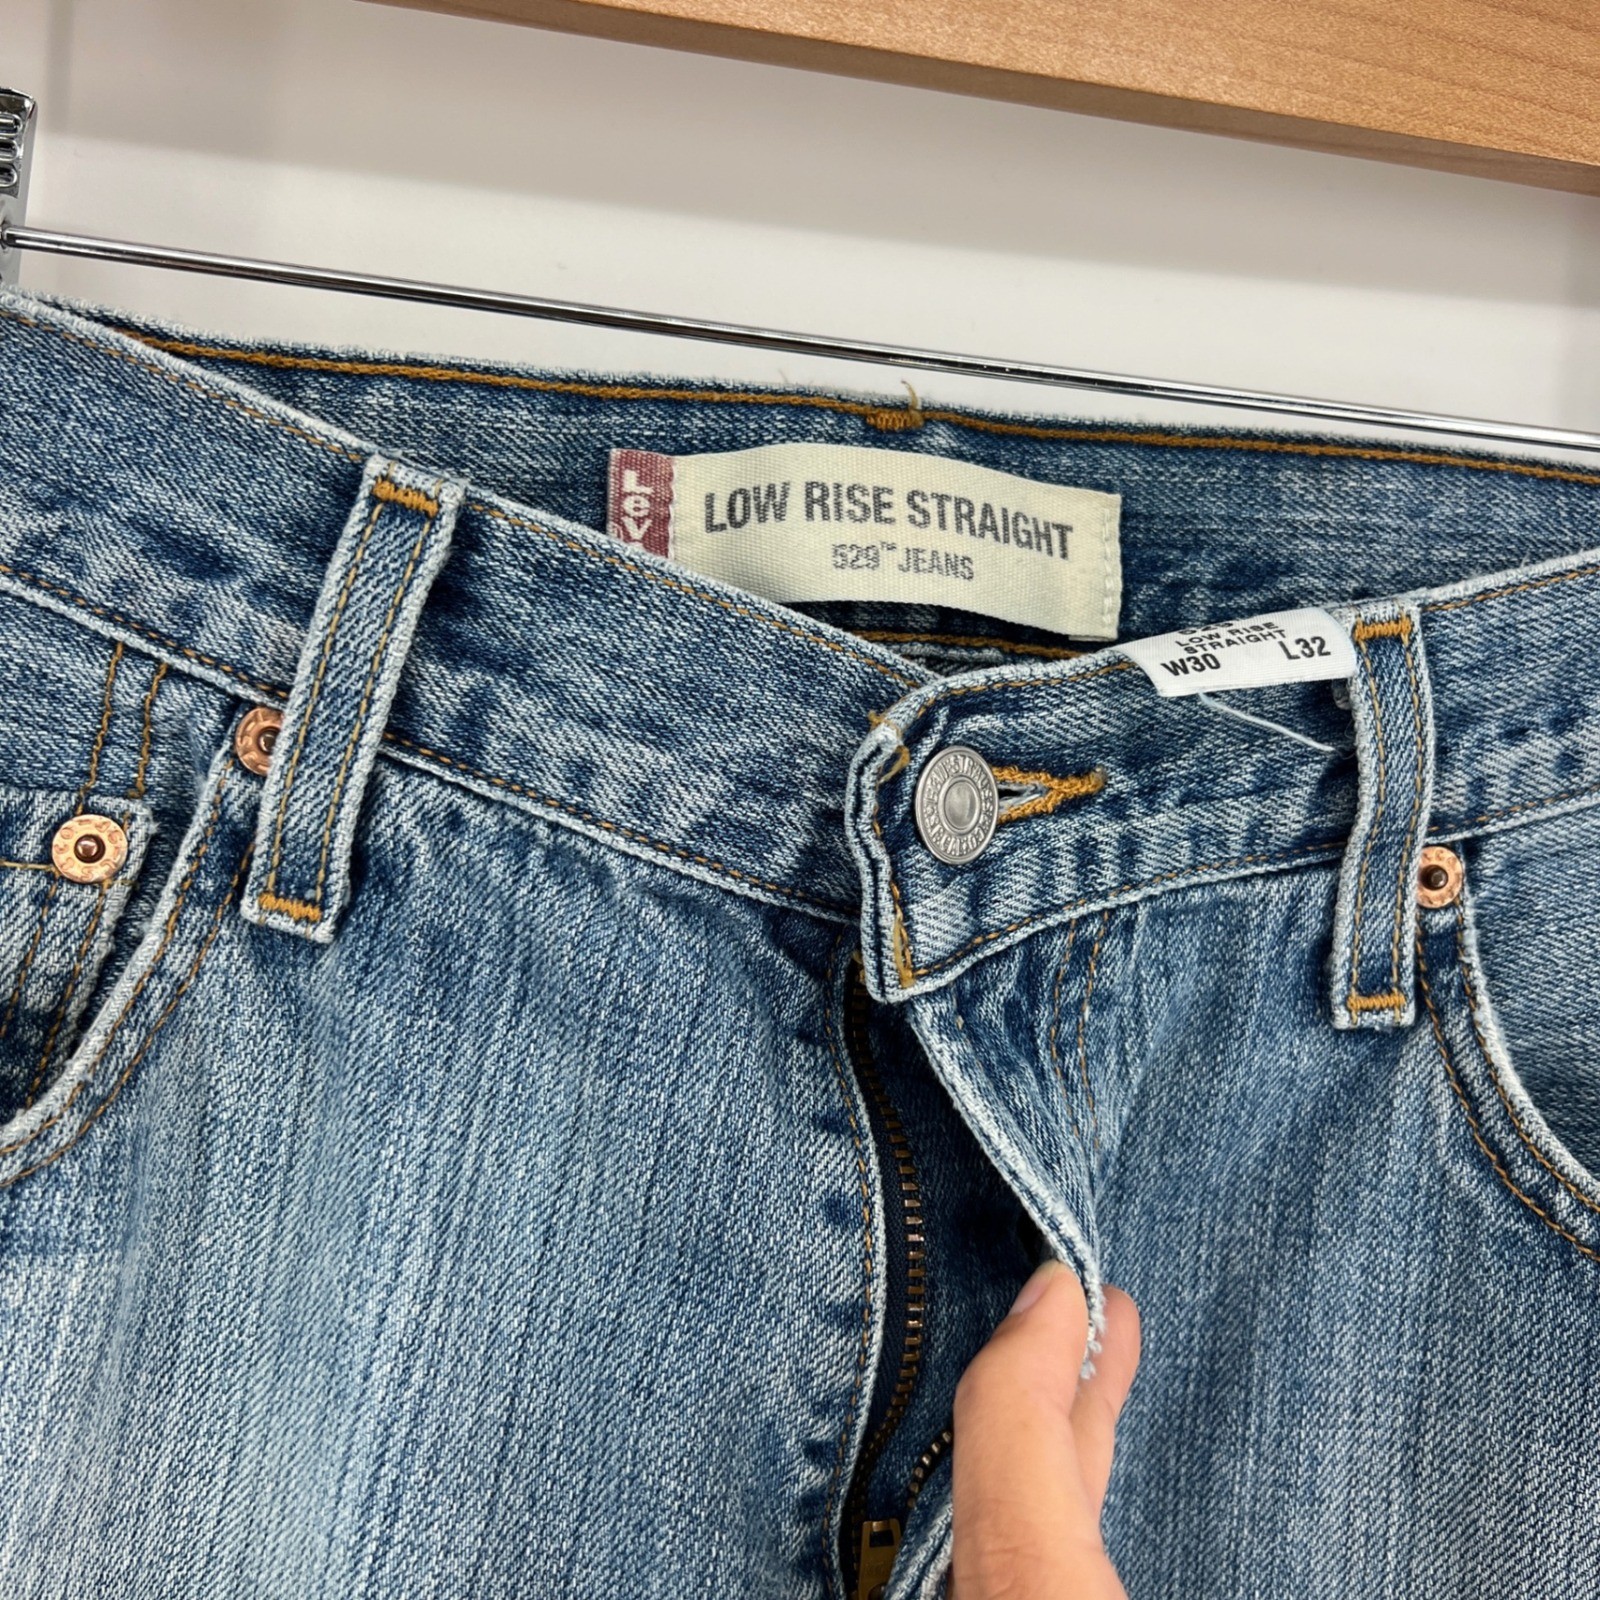 Lev
LOW RISE STRAIGHT
529™ JEANS
LOW RISE
STRAIGHT
W30 L32